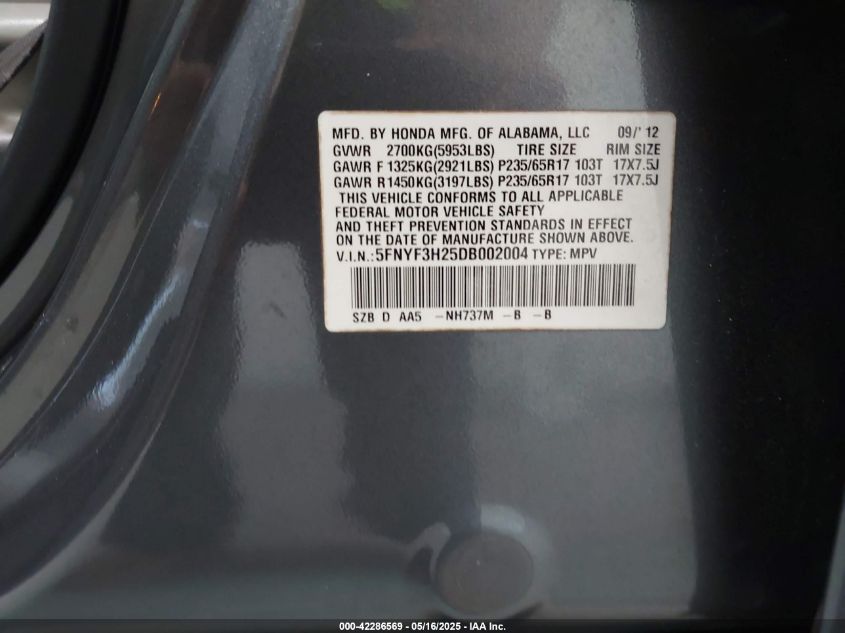 MFD. BY HONDA MFG. OF ALABAMA, LLC 09/'12
GVWR 2700KG(5953LBS) TIRE SIZE RIM SIZE
GAWR F 1325KG(2921LBS) P235/65R17 103T 17X7.5J
GAWR R1450KG(3197LBS) P235/65R17 103T 17X7.5J
THIS VEHICLE CONFORMS TO ALL APPLICABLE
FEDERAL MOTOR VEHICLE SAFETY
AND THEFT PREVENTION STANDARDS IN EFFECT
ON THE DATE OF MANUFACTURE SHOWN ABOVE.
V.I.N.:5FNYF3H25DB002004 TYPE: MPV
SZB D AA5 -NH737M -B -B
000-42286569 — 05/16/2025 — IAA Inc.